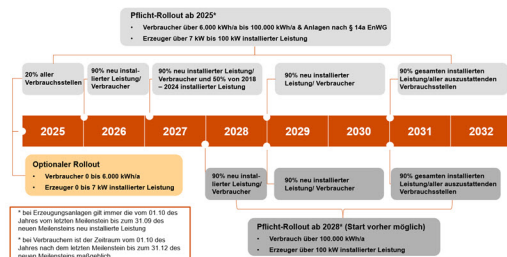 Pflicht-Rollout ab 2025*
• Verbraucher über 6.000 kWh/a bis 100.000 kWh/a & Anlagen nach § 14a EnWG
• Erzeuger über 7 kW bis 100 kW installierter Leistung
20% aller
Verbrauchsstellen
90% neu instal-
lierter Leistung/
Verbraucher
90% neu installierter Leistung/
Verbraucher und 50% von 2018
– 2024 installierter Leistung
90% neu installierter
Leistung/ Verbraucher
90% gesamten installierten
Leistung/aller auszustattenden
Verbrauchsstellen
2025
2026
2027
2028
2029
2030
2031
2032
Optionaler Rollout
• Verbraucher 0 bis 6.000 kWh/a
• Erzeuger 0 bis 7 kW installierter Leistung
90% neu instal-
lierter Leistung/
Verbraucher
90% neu installierter
Leistung/ Verbraucher
90% gesamten installierten
Leistung/aller auszustattenden
Verbrauchsstellen
Pflicht-Rollout ab 2028* (Start vorher möglich)
• Verbrauch über 100.000 kWh/a
• Erzeuger über 100 kW installierter Leistung
* bei Erzeugungsanlagen gilt immer die vom 01.10 des
Jahres vom letzten Meilenstein bis zum 31.09 des
neuen Meilensteins neu installierte Leistung
* bei Verbrauchern ist der Zeitraum vom 01.10 des
Jahres nach dem letzten Meilenstein bis zum 31.12 des
neuen Meilensteins maßgeblich